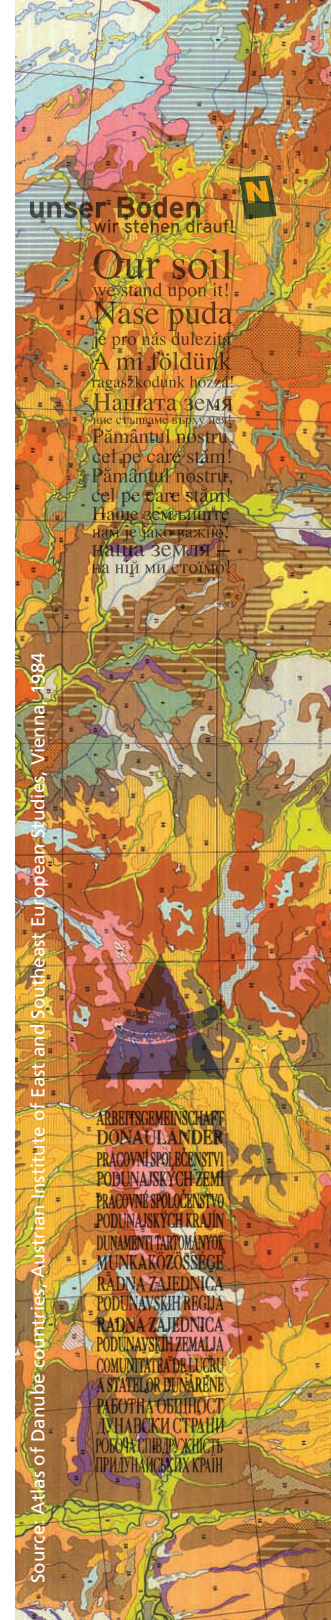 N
unser Boden
wir stehen drauf!
Our soil
we stand upon it!
Nase puda
je pro nás dulezitá
A mi földünk
ragaszkodunk hozzá!
Нашата земя
ние стъпваме върху нея!
Pământul nostru,
cel pe care stăm!
Pământul nostru,
cel pe care stăm!
Наше земљиште
нам је јако важно!
наша земля –
на ній ми стоїмо!
ARBEITSGEMEINSCHAFT
DONAULÄNDER
PRACOVNÍ SPOLEČENSTVI
PODUNAJSKÝCH ZEMÍ
PRACOVNÉ SPOLOČENSTVO
PODUNAJSKÝCH KRAJÍN
DUNAMENTI TARTOMÁNYOK
MUNKAKÖZÖSSÉGE
RADNA ZAJEDNICA
PODUNAVSKIH REGIJA
RADNA ZAJEDNICA
PODUNAVSKIH ZEMALJA
COMUNITATEA DE LUCRU
A STATELOR DUNĂRENE
РАБОТНА ОБЩНОСТ
ДУНАВСКИ СТРАНИ
РОБОЧА СПІВДРУЖНІСТЬ
ПРИДУНАЙСЬКИХ КРАЇН
Source: Atlas of Danube countries, Austrian Institute of East and Southeast European Studies, Vienna, 1984